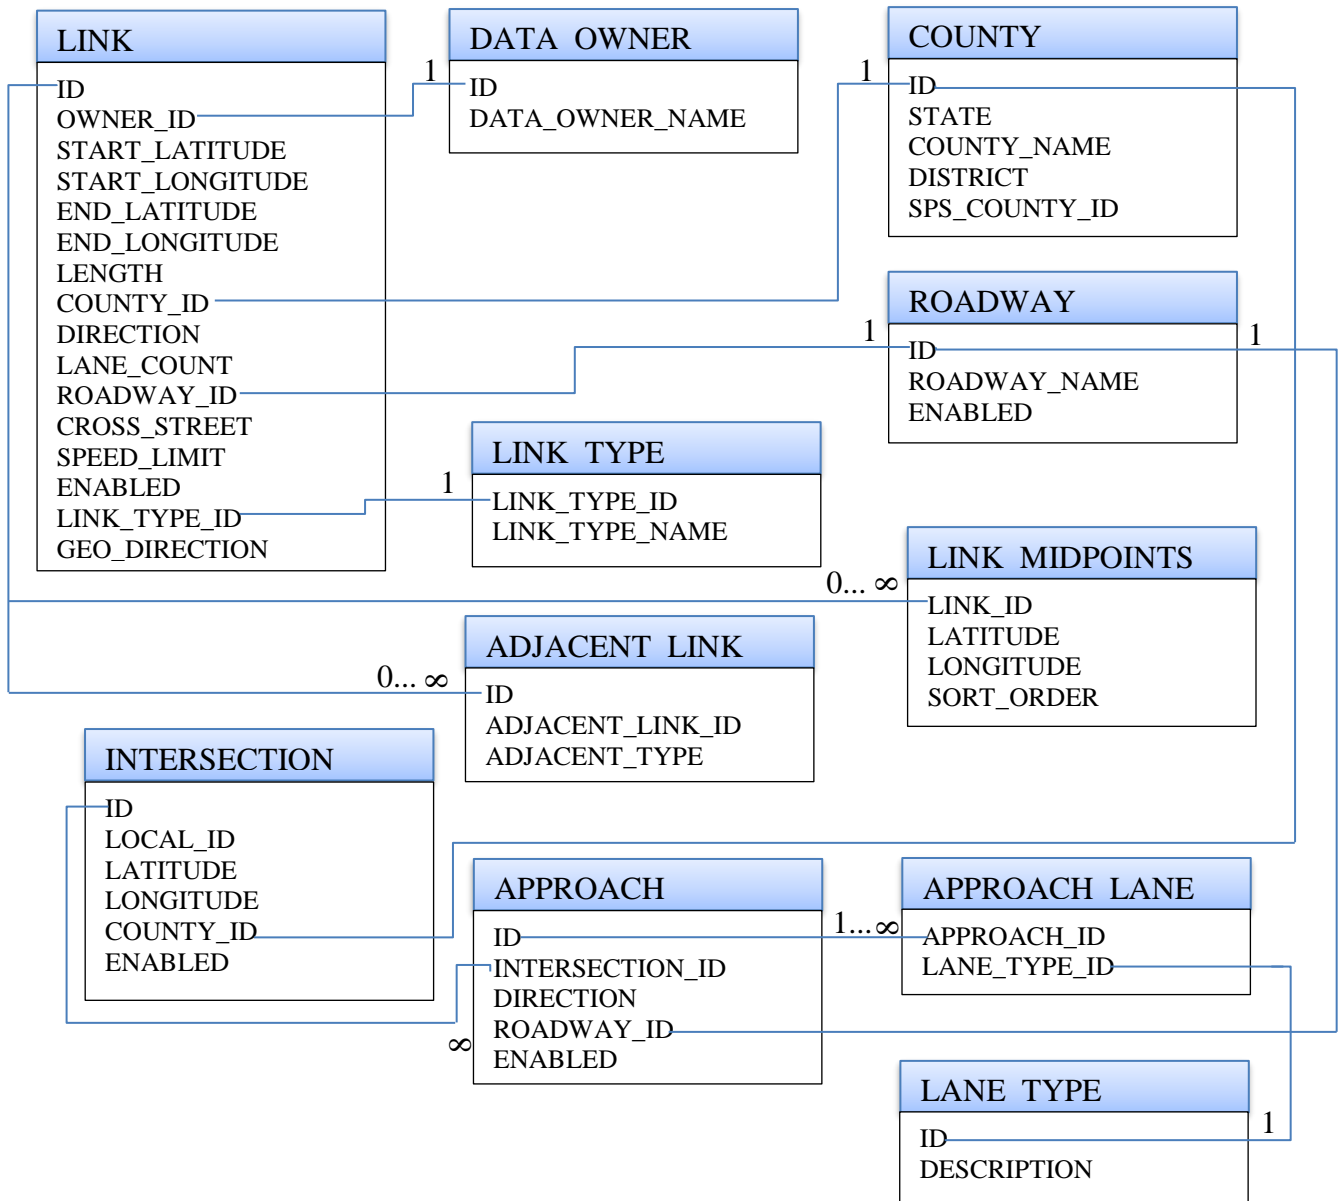 LINK
ID
OWNER_ID
START_LATITUDE
START_LONGITUDE
END_LATITUDE
END_LONGITUDE
LENGTH
COUNTY_ID
DIRECTION
LANE_COUNT
ROADWAY_ID
CROSS_STREET
SPEED_LIMIT
ENABLED
LINK_TYPE_ID
GEO_DIRECTION
DATA OWNER
1
ID
DATA_OWNER_NAME
COUNTY
1
ID
STATE
COUNTY_NAME
DISTRICT
SPS_COUNTY_ID
ROADWAY
1
1
ID
ROADWAY_NAME
ENABLED
LINK TYPE
1
LINK_TYPE_ID
LINK_TYPE_NAME
LINK MIDPOINTS
0... ∞
LINK_ID
LATITUDE
LONGITUDE
SORT_ORDER
ADJACENT LINK
0... ∞
ID
ADJACENT_LINK_ID
ADJACENT_TYPE
INTERSECTION
ID
LOCAL_ID
LATITUDE
LONGITUDE
COUNTY_ID
ENABLED
APPROACH
ID
INTERSECTION_ID
DIRECTION
ROADWAY_ID
ENABLED
∞
APPROACH LANE
1... ∞
APPROACH_ID
LANE_TYPE_ID
LANE TYPE
1
ID
DESCRIPTION